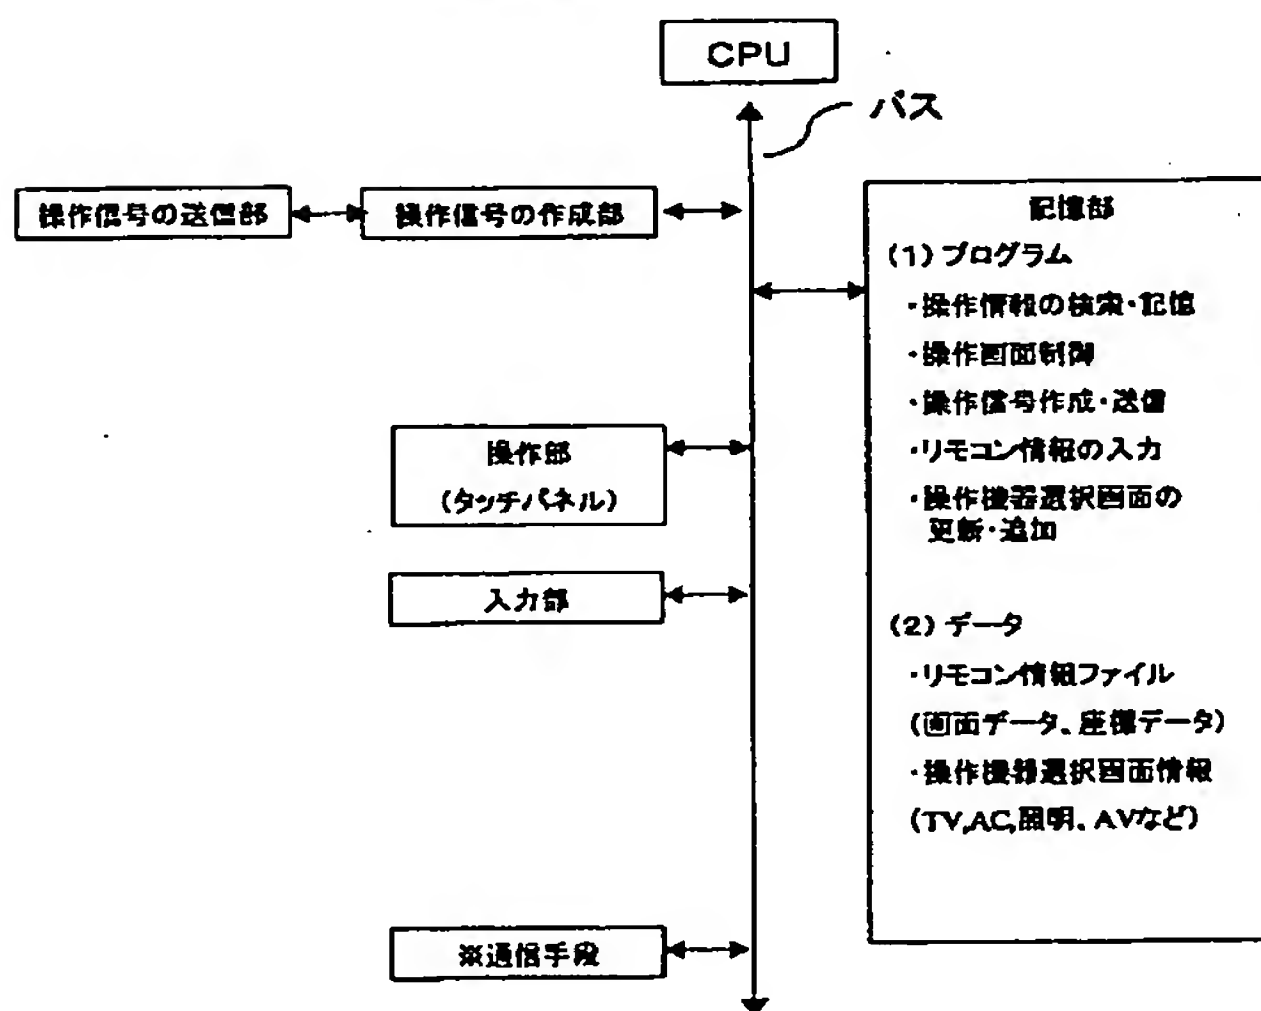 CPU
バス
操作信号の送信部
操作信号の作成部
記憶部
(1) プログラム
・操作情報の検索・記憶
・操作画面制御
・操作信号作成・送信
・リモコン情報の入力
・操作機器選択画面の
更新・追加
操作部
(タッチパネル)
入力部
(2) データ
・リモコン情報ファイル
(画面データ、座標データ)
・操作機器選択画面情報
(TV,AC,照明、AVなど)
※通信手段